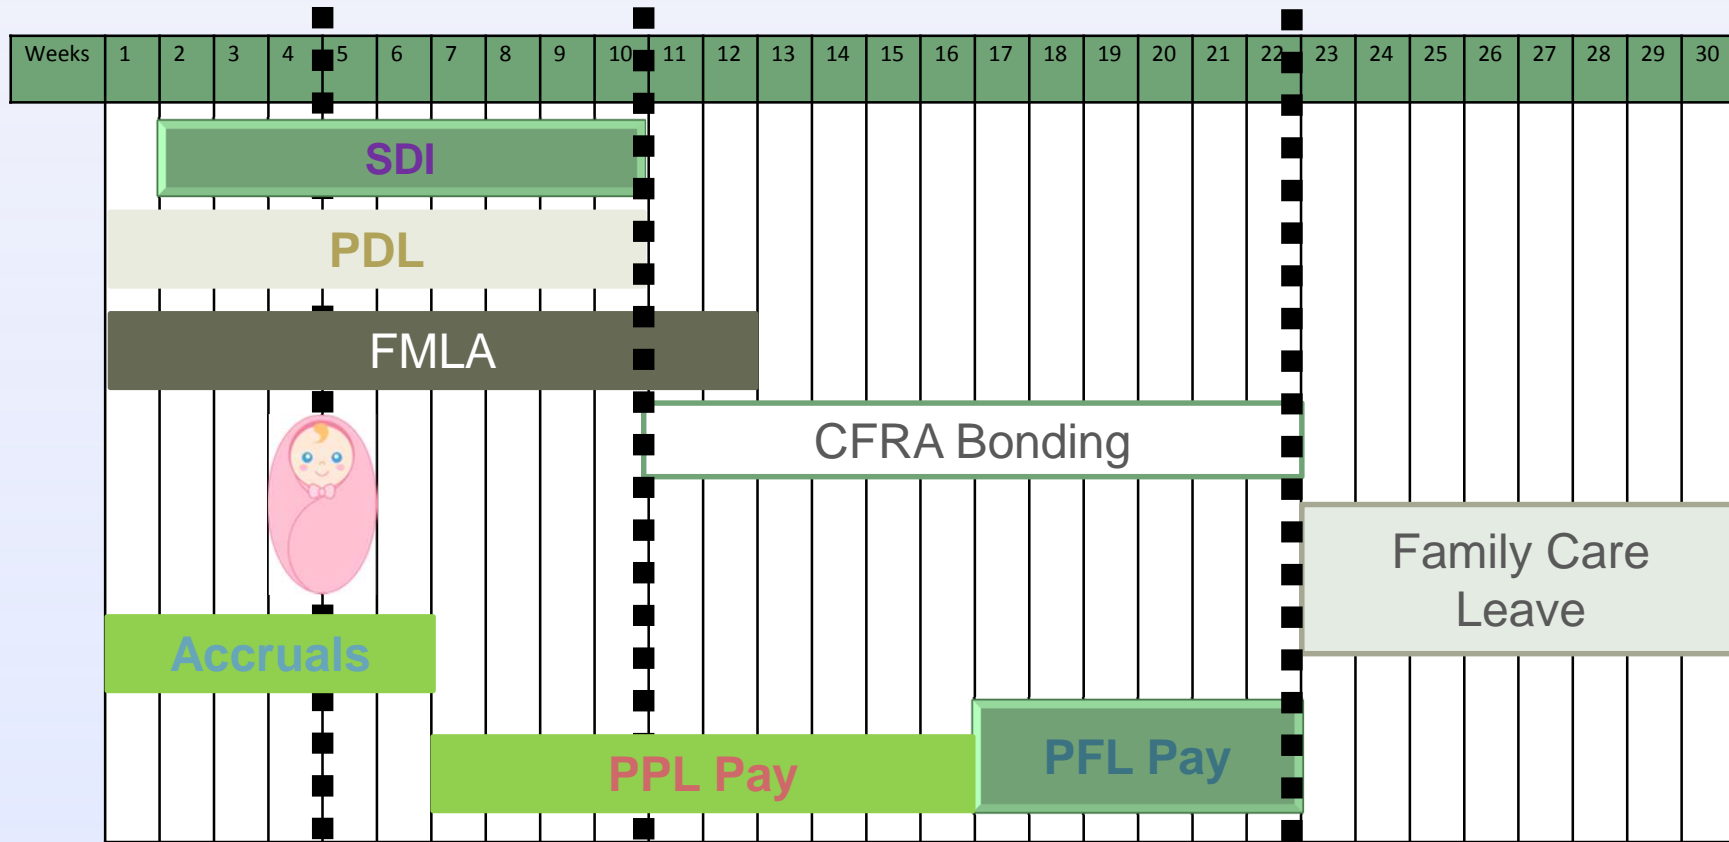 Weeks 1 2 3 4 5 6 7 8 9 10 11 12 13 14 15 16 17 18 19 20 21 22 23 24 25 26 27 28 29 30
SDI
PDL
FMLA
CFRA Bonding
Family Care
Leave
Accruals
PPL Pay
PFL Pay